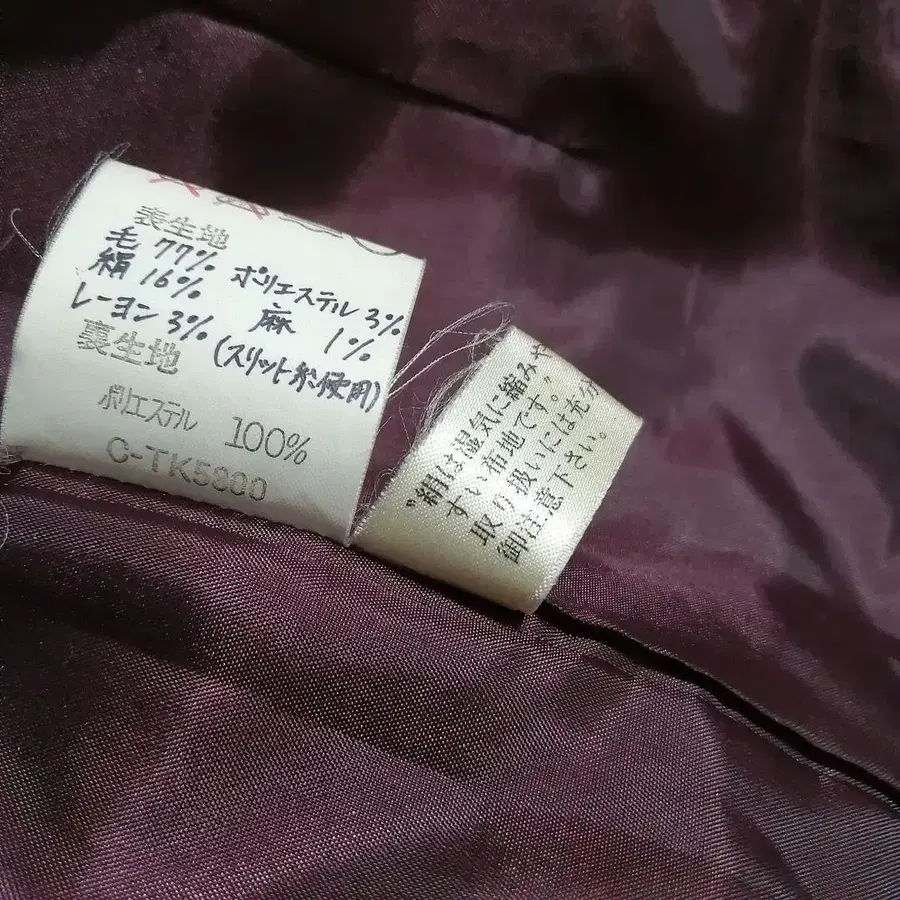 表生地
毛 77% ポリエステル 3%
絹 16% 麻 1%
レーヨン 3% (スリット糸使用)
裏生地
ポリエステル 100%
C-TK5800
"絹は湿気に縮みや
すい布地です。"
取り扱いには充分
御注意下さい。